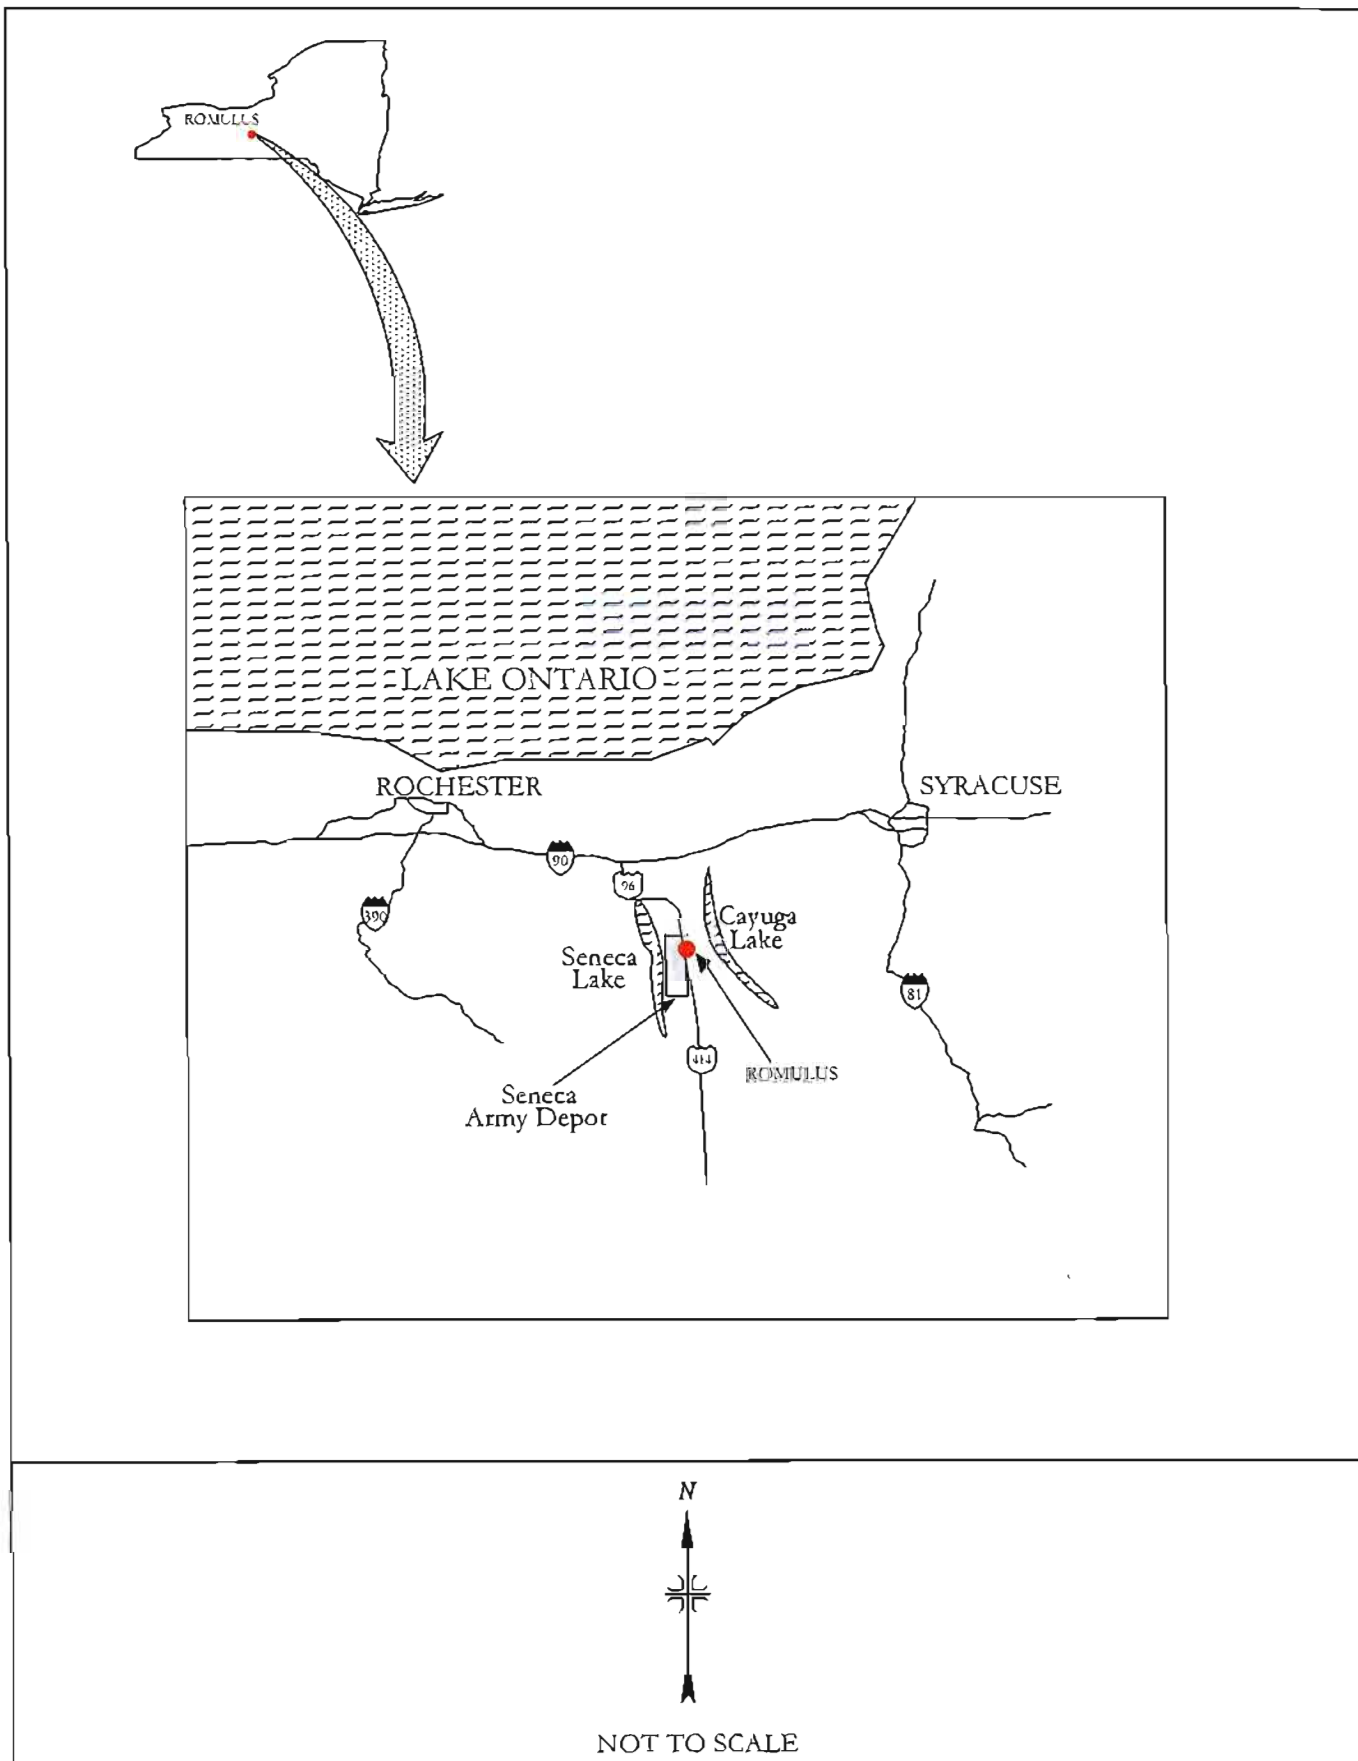 ROMULUS
LAKE ONTARIO
ROCHESTER
SYRACUSE
90
96
390
Cayuga
Lake
Seneca
Lake
81
414
ROMULUS
Seneca
Army Depot
N
NOT TO SCALE